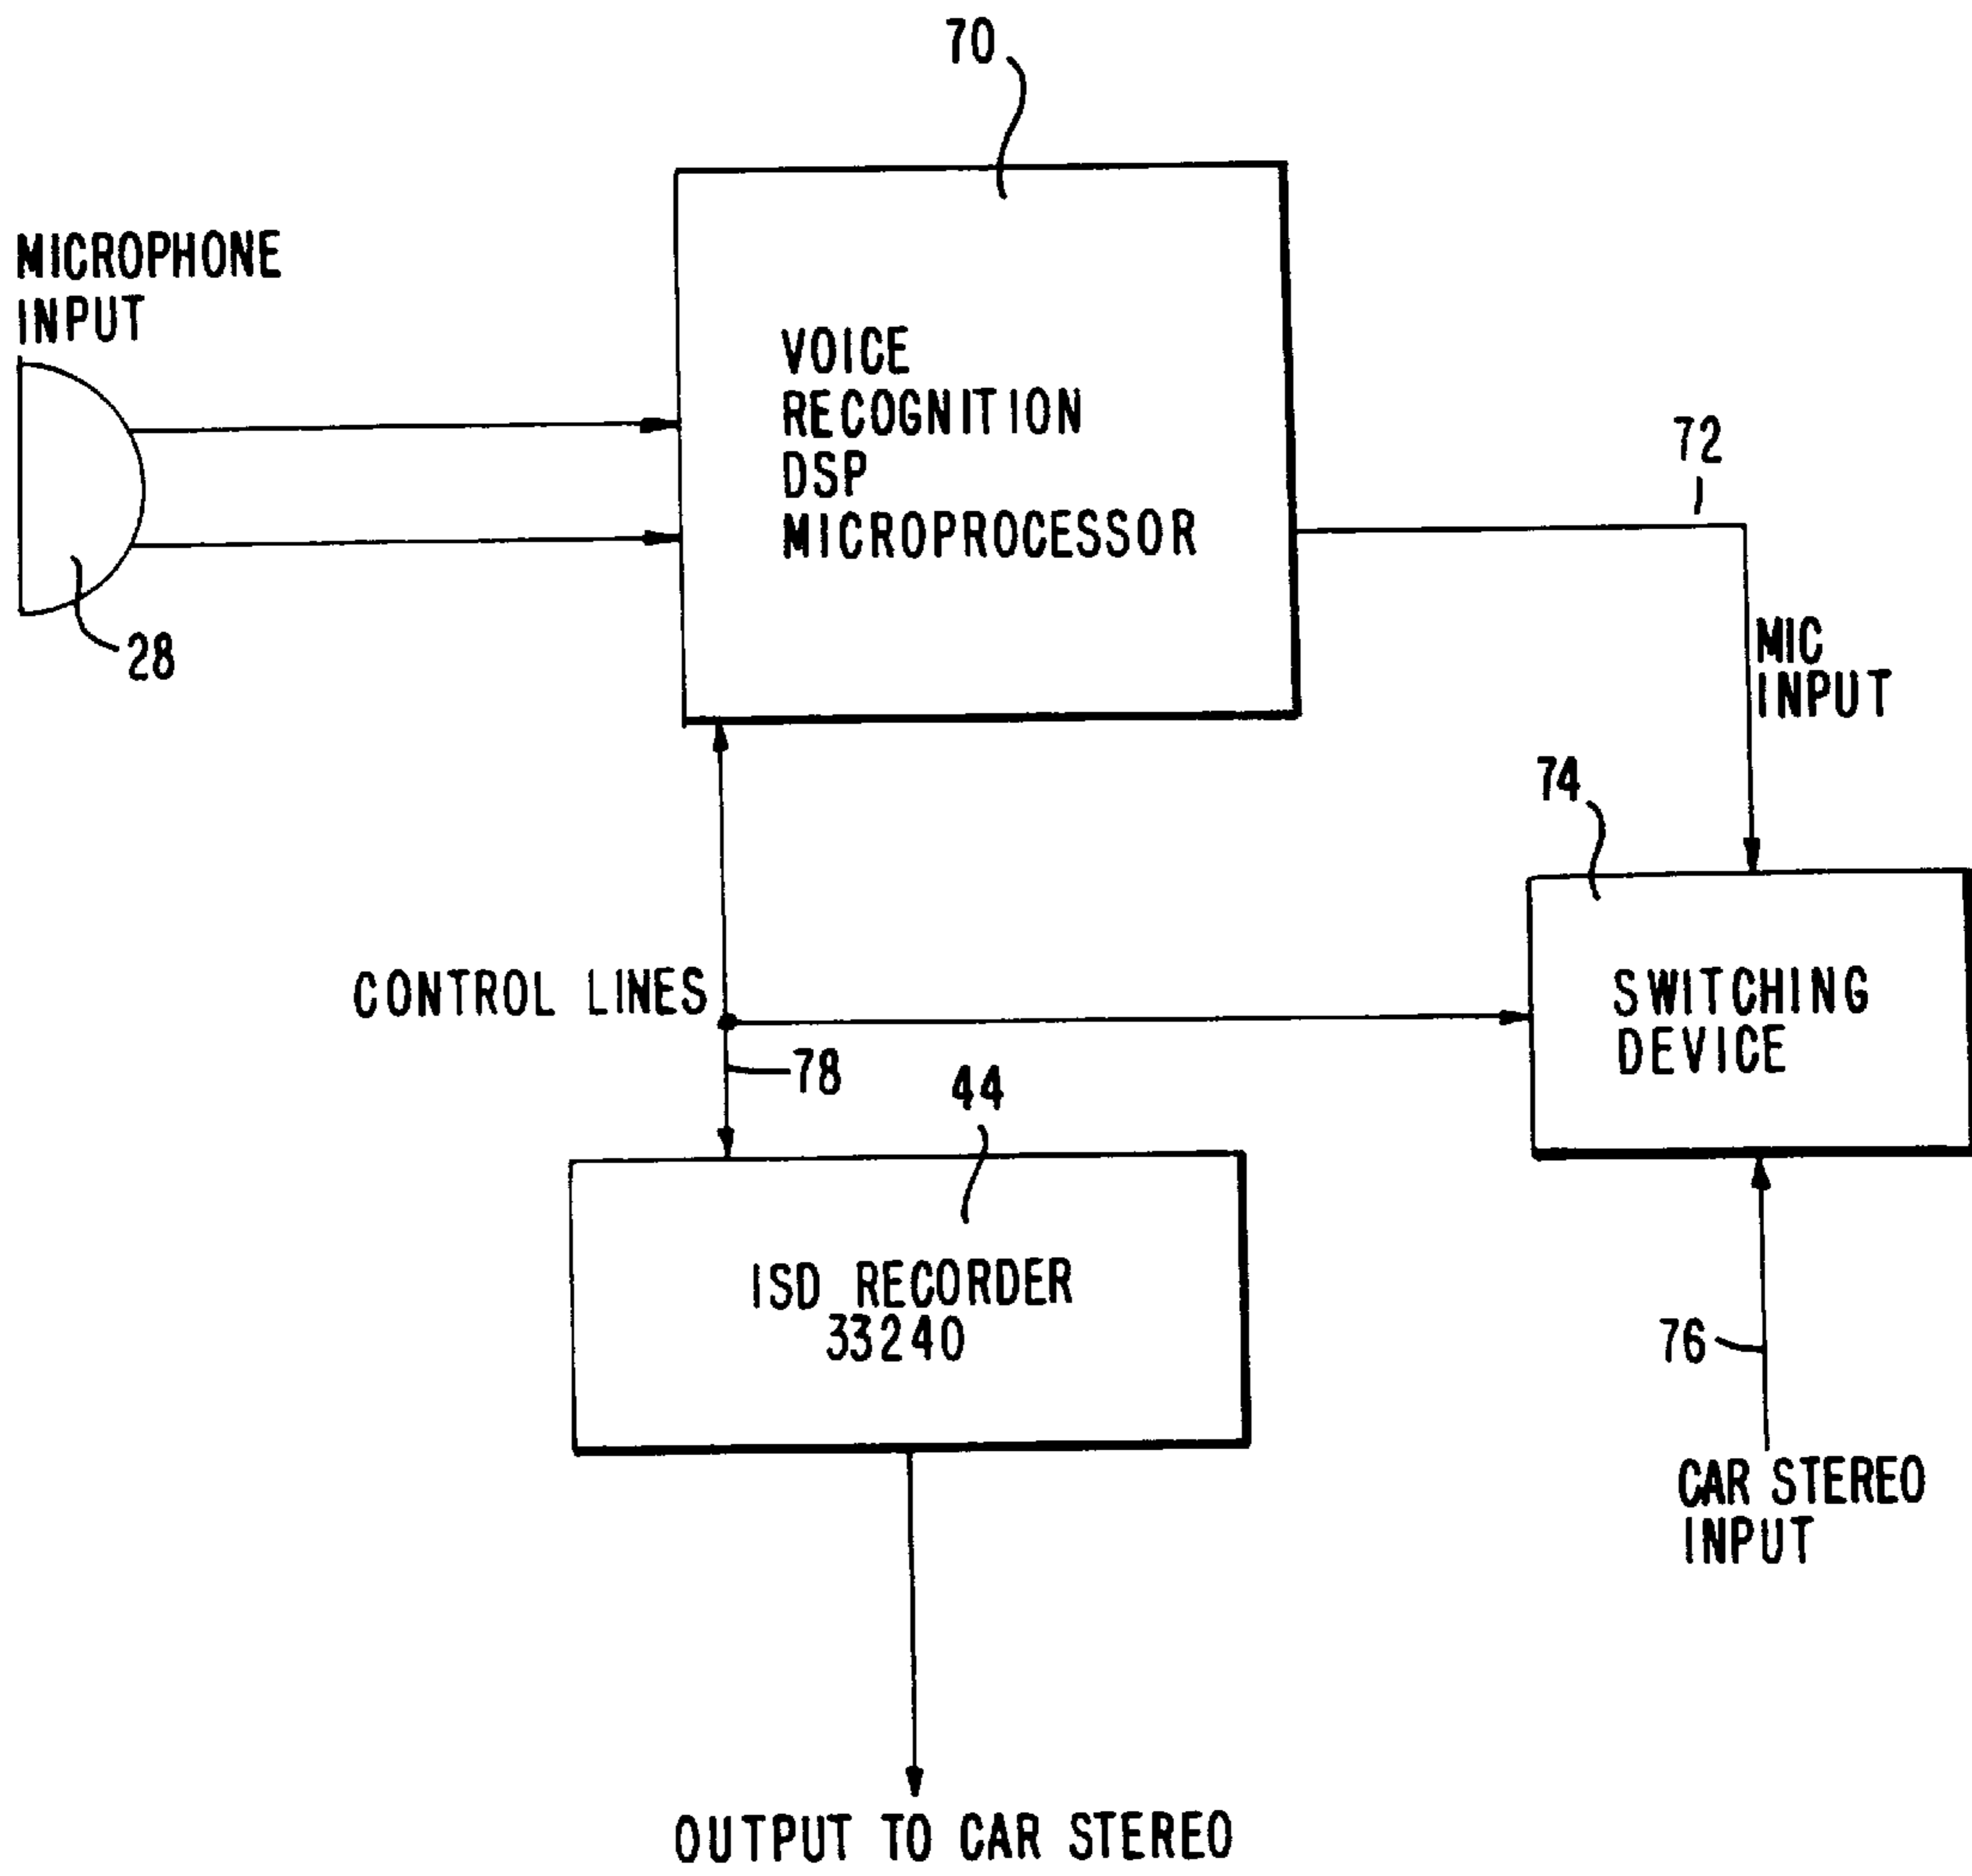 70
MICROPHONE
INPUT
VOICE
RECOGNITION
DSP
MICROPROCESSOR
72
28
MIC
INPUT
74
CONTROL LINES
SWITCHING
DEVICE
78
44
ISD RECORDER
33240
76
CAR STEREO
INPUT
OUTPUT TO CAR STEREO